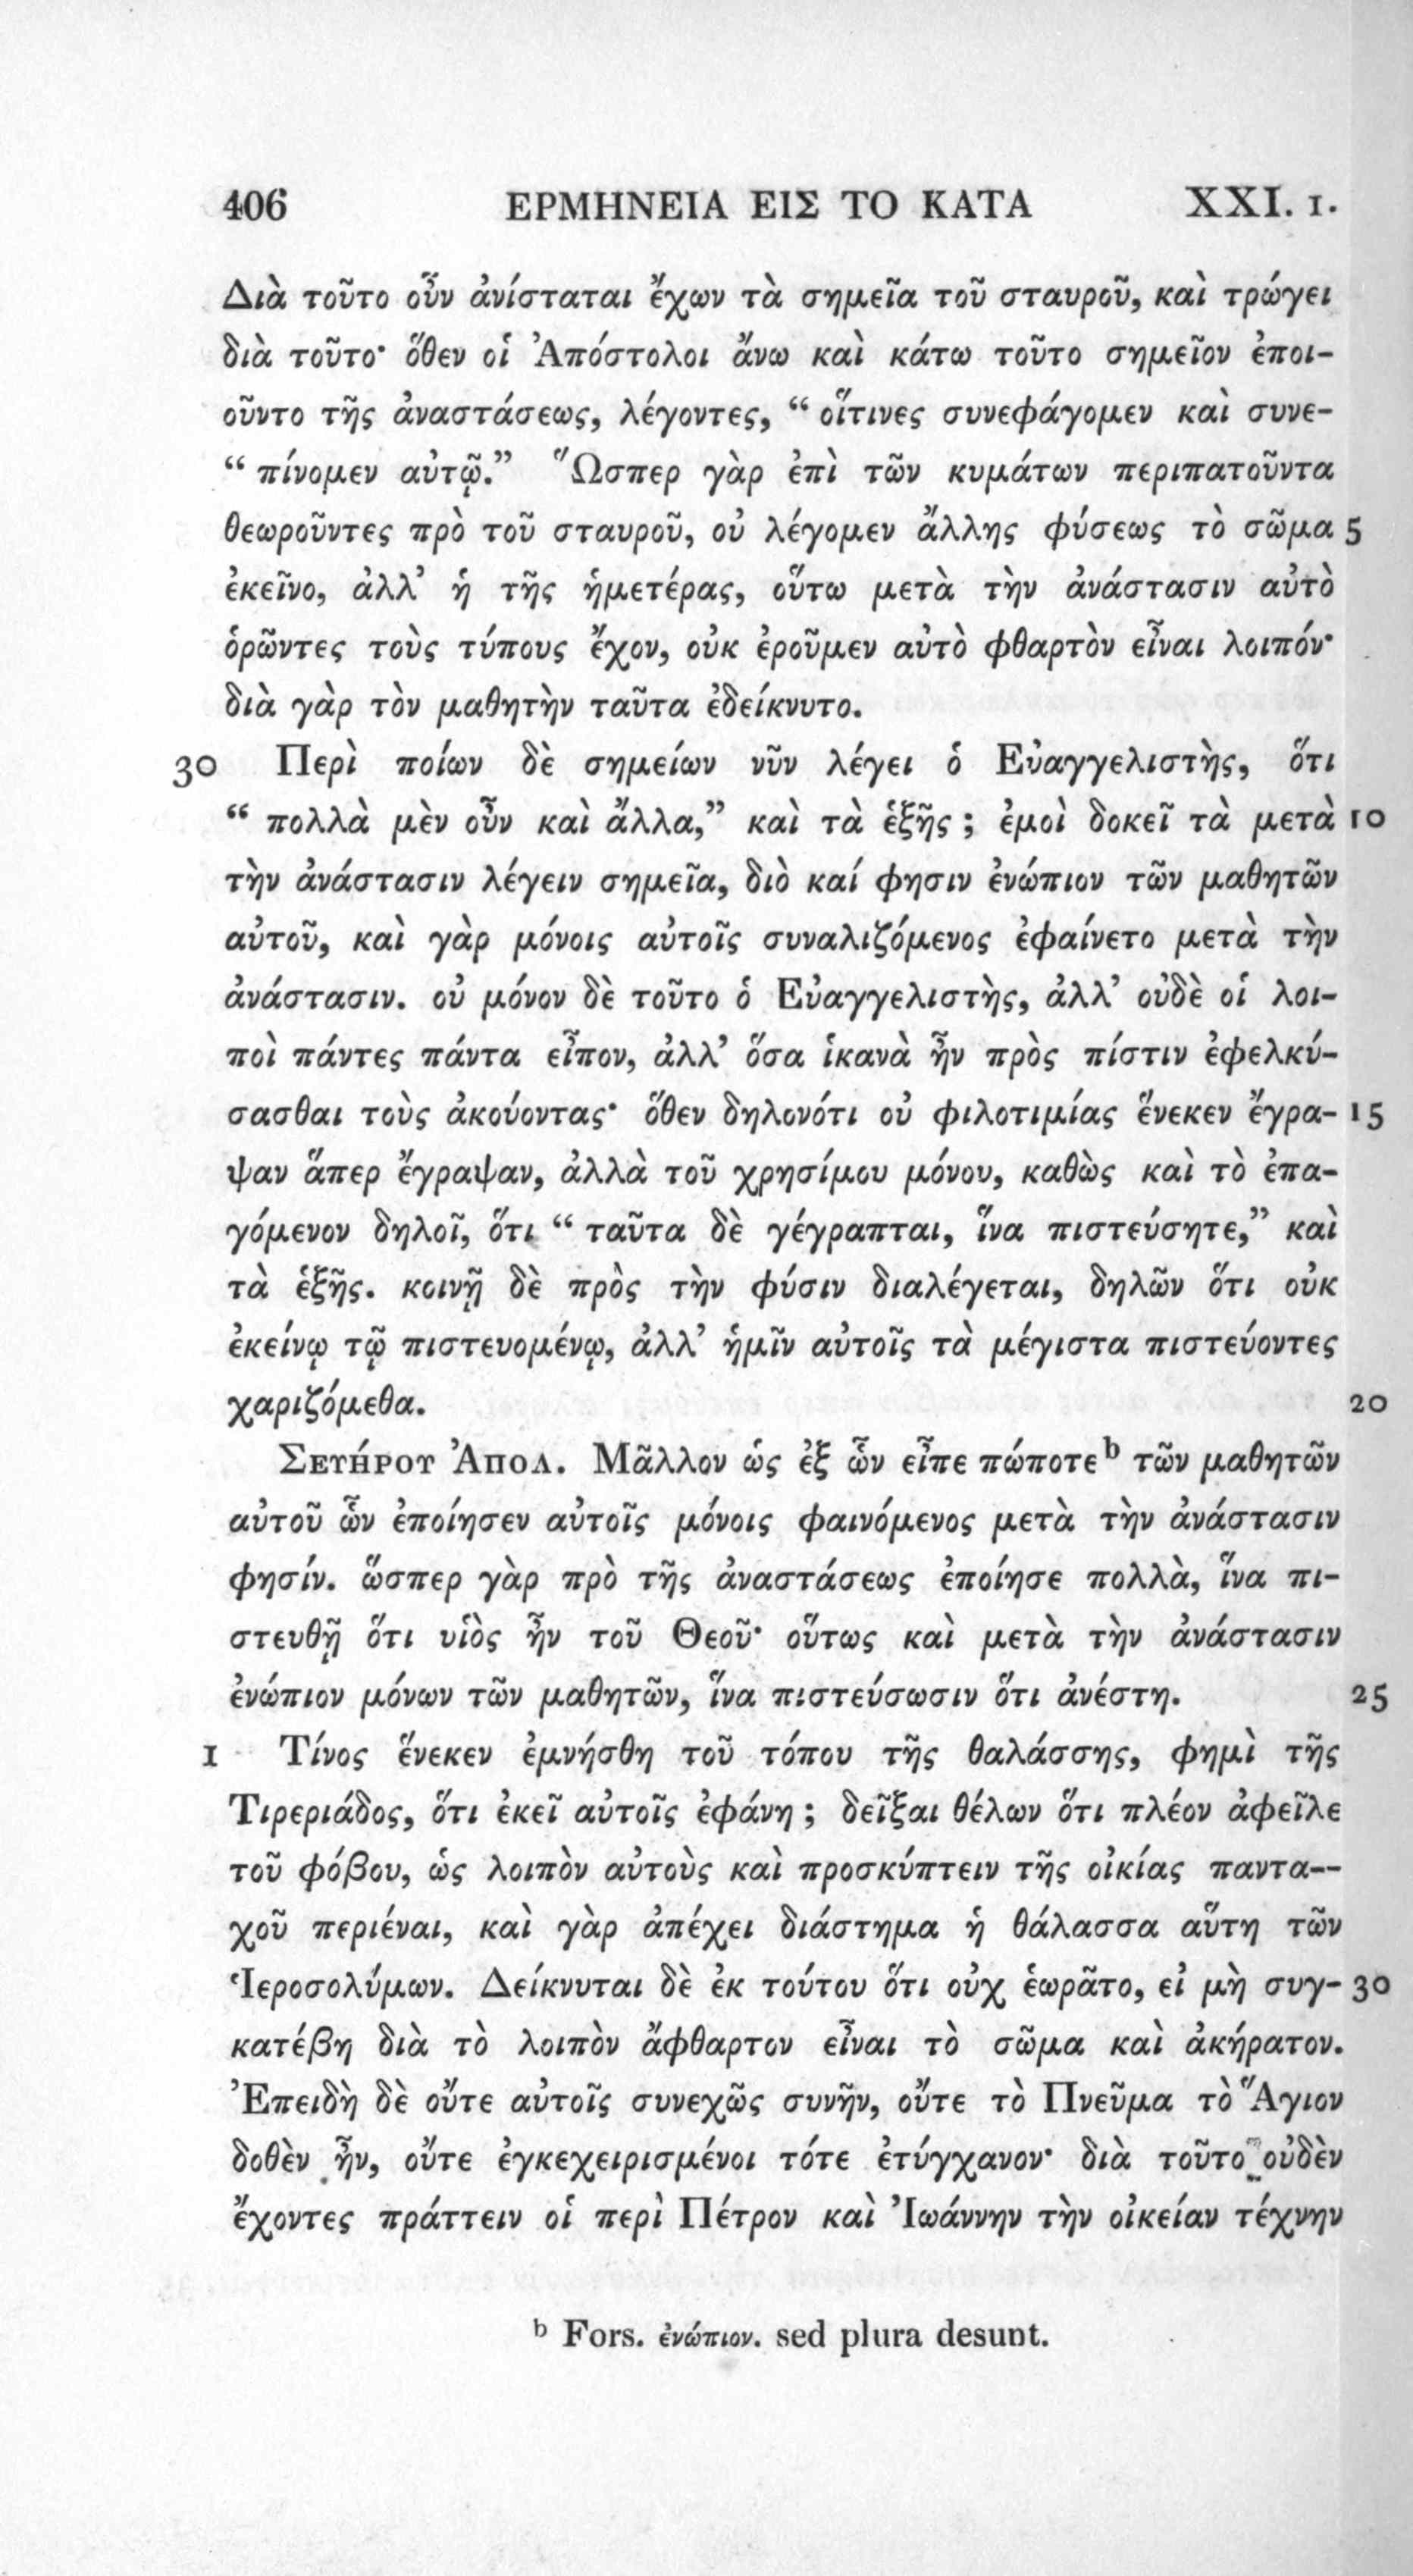 406 ΕΡΜΗΝΕΙΑ ΕΙΣ ΤΟ ΚΑΤΑ XXI. 1.
Διὰ τοῦτο οὖν ἀνίσταται ἔχων τὰ σημεῖα τοῦ σταυροῦ, καὶ τρώγει
διὰ τοῦτο· ὅθεν οἱ Ἀπόστολοι ἄνω καὶ κάτω τοῦτο σημεῖον ἐποι-
οῦντο τῆς ἀναστάσεως, λέγοντες, “ οἵτινες συνεφάγομεν καὶ συνε-
“ πίνομεν αὐτῷ.” Ὥσπερ γὰρ ἐπὶ τῶν κυμάτων περιπατοῦντα
θεωροῦντες πρὸ τοῦ σταυροῦ, οὐ λέγομεν ἄλλης φύσεως τὸ σῶμα 5
ἐκεῖνο, ἀλλ’ ἡ τῆς ἡμετέρας, οὕτω μετὰ τὴν ἀνάστασιν αὐτὸ
ὁρῶντες τοὺς τύπους ἔχον, οὐκ ἐροῦμεν αὐτὸ φθαρτὸν εἶναι λοιπόν·
διὰ γὰρ τὸν μαθητὴν ταῦτα ἐδείκνυτο.
30 Περὶ ποίων δὲ σημείων νῦν λέγει ὁ Εὐαγγελιστὴς, ὅτι
“ πολλὰ μὲν οὖν καὶ ἄλλα,” καὶ τὰ ἑξῆς ; ἐμοὶ δοκεῖ τὰ μετὰ 10
τὴν ἀνάστασιν λέγειν σημεῖα, διὸ καί φησιν ἐνώπιον τῶν μαθητῶν
αὐτοῦ, καὶ γὰρ μόνοις αὐτοῖς συναλιζόμενος ἐφαίνετο μετὰ τὴν
ἀνάστασιν. οὐ μόνον δὲ τοῦτο ὁ Εὐαγγελιστὴς, ἀλλ’ οὐδὲ οἱ λοι-
ποὶ πάντες πάντα εἶπον, ἀλλ’ ὅσα ἱκανὰ ἦν πρὸς πίστιν ἐφελκύ-
σασθαι τοὺς ἀκούοντας· ὅθεν δηλονότι οὐ φιλοτιμίας ἕνεκεν ἔγρα- 15
ψαν ἅπερ ἔγραψαν, ἀλλὰ τοῦ χρησίμου μόνου, καθὼς καὶ τὸ ἐπα-
γόμενον δηλοῖ, ὅτι “ ταῦτα δὲ γέγραπται, ἵνα πιστεύσητε,” καὶ
τὰ ἑξῆς. κοινῇ δὲ πρὸς τὴν φύσιν διαλέγεται, δηλῶν ὅτι οὐκ
ἐκείνῳ τῷ πιστευομένῳ, ἀλλ’ ἡμῖν αὐτοῖς τὰ μέγιστα πιστεύοντες
χαριζόμεθα. 20
ΣΕΥΉΡΟΥ ἈΠΟΛ. Μᾶλλον ὡς ἐξ ὧν εἶπε πώποτε b τῶν μαθητῶν
αὐτοῦ ὧν ἐποίησεν αὐτοῖς μόνοις φαινόμενος μετὰ τὴν ἀνάστασιν
φησίν. ὥσπερ γὰρ πρὸ τῆς ἀναστάσεως ἐποίησε πολλὰ, ἵνα πι-
στευθῇ ὅτι υἱὸς ἦν τοῦ Θεοῦ· οὕτως καὶ μετὰ τὴν ἀνάστασιν
ἐνώπιον μόνων τῶν μαθητῶν, ἵνα πιστεύσωσιν ὅτι ἀνέστη. 25
1 Τίνος ἕνεκεν ἐμνήσθη τοῦ τόπου τῆς θαλάσσης, φημὶ τῆς
Τιρεριάδος, ὅτι ἐκεῖ αὐτοῖς ἐφάνη ; δεῖξαι θέλων ὅτι πλέον ἀφεῖλε
τοῦ φόβου, ὡς λοιπὸν αὐτοὺς καὶ προσκύπτειν τῆς οἰκίας παντα--
χοῦ περιέναι, καὶ γὰρ ἀπέχει διάστημα ἡ θάλασσα αὕτη τῶν
Ἱεροσολύμων. Δείκνυται δὲ ἐκ τούτου ὅτι οὐχ ἑωρᾶτο, εἰ μὴ συγ- 30
κατέβη διὰ τὸ λοιπὸν ἄφθαρτον εἶναι τὸ σῶμα καὶ ἀκήρατον.
Ἐπειδὴ δὲ οὔτε αὐτοῖς συνεχῶς συνῆν, οὔτε τὸ Πνεῦμα τὸ Ἅγιον
δοθὲν ἦν, οὔτε ἐγκεχειρισμένοι τότε ἐτύγχανον· διὰ τοῦτο οὐδὲν
ἔχοντες πράττειν οἱ περὶ Πέτρον καὶ Ἰωάννην τὴν οἰκείαν τέχνην
b Fors. ἐνώπιον. sed plura desunt.